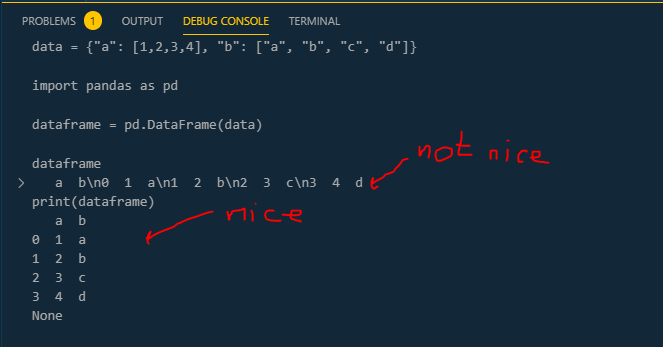 PROBLEMS 1 OUTPUT DEBUG CONSOLE TERMINAL
data = {"a": [1,2,3,4], "b": ["a", "b", "c", "d"]}
import pandas as pd
dataframe = pd.DataFrame(data)
dataframe
not nice
a  b\n0  1  a\n1  2  b\n2  3  c\n3  4  d
print(dataframe)
nice
a  b
0  1  a
1  2  b
2  3  c
3  4  d
None